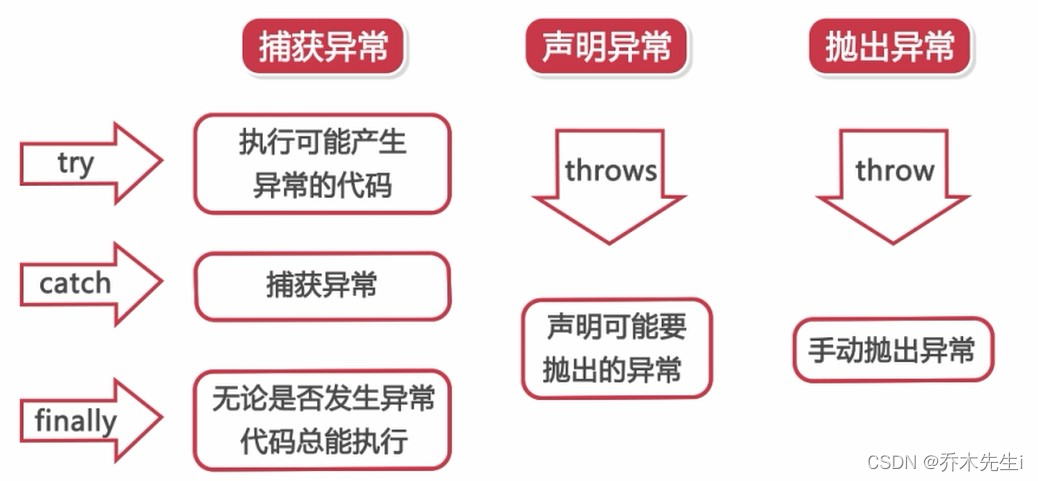 捕获异常
声明异常
抛出异常
try
执行可能产生
异常的代码
throws
throw
catch
捕获异常
声明可能要
抛出的异常
手动抛出异常
finally
无论是否发生异常
代码总能执行
CSDN @乔木先生i